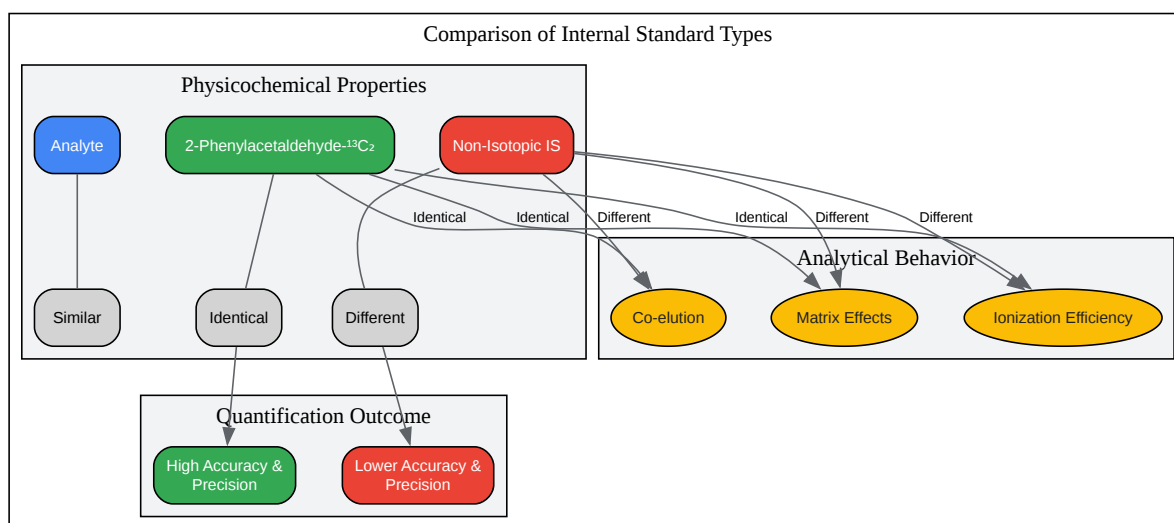 Comparison of Internal Standard Types
Physicochemical Properties
Analyte
2-Phenylacetaldehyde-¹³C₂
Non-Isotopic IS
Identical
Identical
Different
Identical
Different
Different
Analytical Behavior
Similar
Identical
Different
Co-elution
Matrix Effects
Ionization Efficiency
Quantification Outcome
High Accuracy &
Precision
Lower Accuracy &
Precision